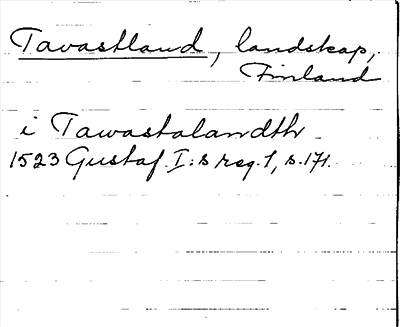 Tavastland, landskap,
Finland
i Tawastalandth
1523 Gustaf I:s reg. 1, s. 171.